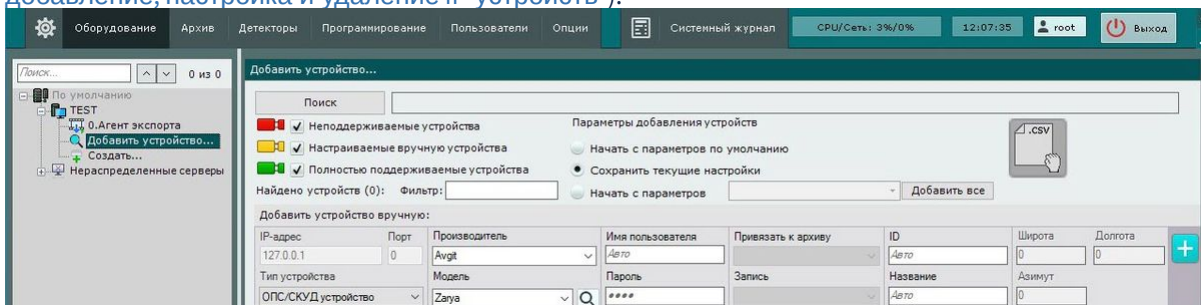 добавление, настройка и удаление IP-устройств").
Оборудование Архив Детекторы Программирование Пользователи Опции Системный журнал CPU/Сеть: 3%/0% 12:07:35 root Выход
Поиск... 0 из 0
По умолчанию
TEST
0.Агент экспорта
Добавить устройство...
Создать...
Нераспределенные серверы
Добавить устройство...
Поиск
Неподдерживаемые устройства
Настраиваемые вручную устройства
Полностью поддерживаемые устройства
Найдено устройств (0): Фильтр:
Параметры добавления устройств
Начать с параметров по умолчанию
Сохранить текущие настройки
Начать с параметров Добавить все
.CSV
Добавить устройство вручную:
IP-адрес Порт Производитель Имя пользователя Привязать к архиву ID Широта Долгота
127.0.0.1 0 Avgit Авто Авто 0 0
Тип устройства Модель Пароль Запись Название Азимут
ОПС/СКУД устройство Zarya **** Авто 0